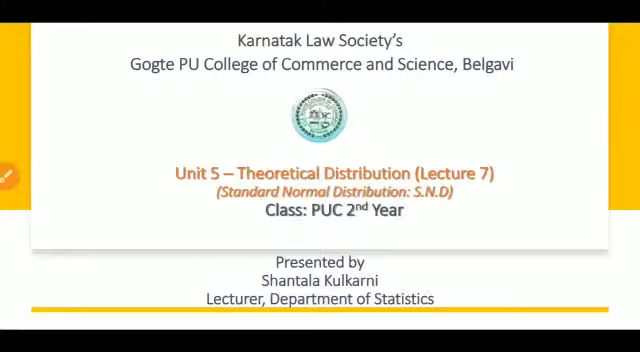 Karnatak Law Society's
Gogte PU College of Commerce and Science, Belgavi
Unit 5 – Theoretical Distribution (Lecture 7)
(Standard Normal Distribution: S.N.D)
Class: PUC 2nd Year
Presented by
Shantala Kulkarni
Lecturer, Department of Statistics